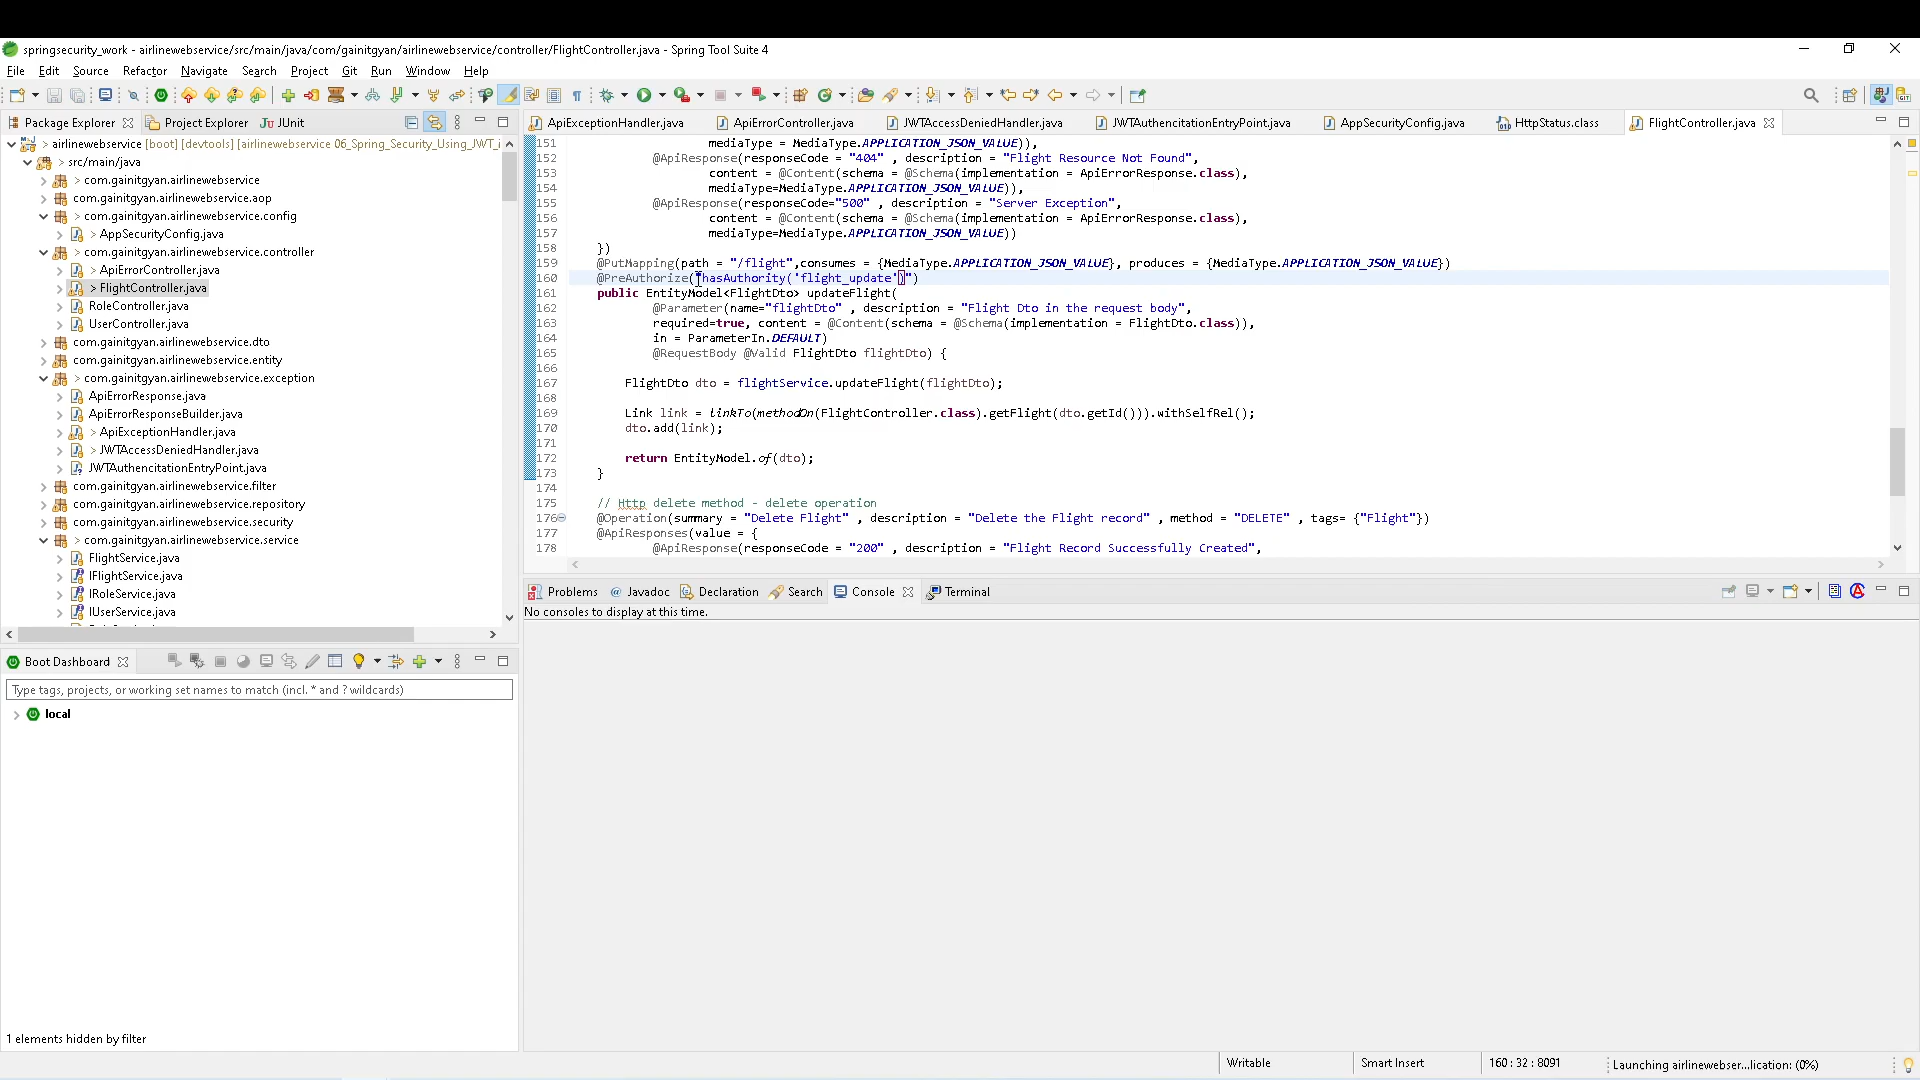 springsecurity_work - airlinewebservice/src/main/java/com/gainitgyan/airlinewebservice/controller/FlightController.java - Spring Tool Suite 4
File Edit Source Refactor Navigate Search Project Git Run Window Help
Package Explorer Project Explorer JUnit
airlinewebservice [boot] [devtools] [airlinewebservice 06_Spring_Security_Using_JWT_i
> src/main/java
> com.gainitgyan.airlinewebservice
com.gainitgyan.airlinewebservice.aop
> com.gainitgyan.airlinewebservice.config
> AppSecurityConfig.java
> com.gainitgyan.airlinewebservice.controller
> ApiErrorController.java
> FlightController.java
RoleController.java
UserController.java
com.gainitgyan.airlinewebservice.dto
com.gainitgyan.airlinewebservice.entity
> com.gainitgyan.airlinewebservice.exception
ApiErrorResponse.java
ApiErrorResponseBuilder.java
> ApiExceptionHandler.java
> JWTAccessDeniedHandler.java
JWTAuthencitationEntryPoint.java
com.gainitgyan.airlinewebservice.filter
com.gainitgyan.airlinewebservice.repository
com.gainitgyan.airlinewebservice.security
> com.gainitgyan.airlinewebservice.service
FlightService.java
IFlightService.java
IRoleService.java
IUserService.java
Boot Dashboard
Type tags, projects, or working set names to match (incl. * and ? wildcards)
local
1 elements hidden by filter
ApiExceptionHandler.java ApiErrorController.java JWTAccessDeniedHandler.java JWTAuthencitationEntryPoint.java AppSecurityConfig.java HttpStatus.class FlightController.java
151 mediaType = MediaType.APPLICATION_JSON_VALUE)),
152 @ApiResponse(responseCode = "404" , description = "Flight Resource Not Found",
153 content = @Content(schema = @Schema(implementation = ApiErrorResponse.class),
154 mediaType=MediaType.APPLICATION_JSON_VALUE)),
155 @ApiResponse(responseCode="500" , description = "Server Exception",
156 content = @Content(schema = @Schema(implementation = ApiErrorResponse.class),
157 mediaType=MediaType.APPLICATION_JSON_VALUE))
158 })
159 @PutMapping(path = "/flight",consumes = {MediaType.APPLICATION_JSON_VALUE}, produces = {MediaType.APPLICATION_JSON_VALUE})
160 @PreAuthorize("hasAuthority('flight_update')")
161 public EntityModel<FlightDto> updateFlight(
162 @Parameter(name="flightDto" , description = "Flight Dto in the request body",
163 required=true, content = @Content(schema = @Schema(implementation = FlightDto.class)),
164 in = ParameterIn.DEFAULT)
165 @RequestBody @Valid FlightDto flightDto) {
166
167 FlightDto dto = flightService.updateFlight(flightDto);
168
169 Link link = linkTo(methodOn(FlightController.class).getFlight(dto.getId())).withSelfRel();
170 dto.add(link);
171
172 return EntityModel.of(dto);
173 }
174
175 // Http delete method - delete operation
176 @Operation(summary = "Delete Flight" , description = "Delete the Flight record" , method = "DELETE" , tags= {"Flight"})
177 @ApiResponses(value = {
178 @ApiResponse(responseCode = "200" , description = "Flight Record Successfully Created",
Problems Javadoc Declaration Search Console Terminal
No consoles to display at this time.
Writable Smart Insert 160 : 32 : 8091 Launching airlinewebser...lication: (0%)